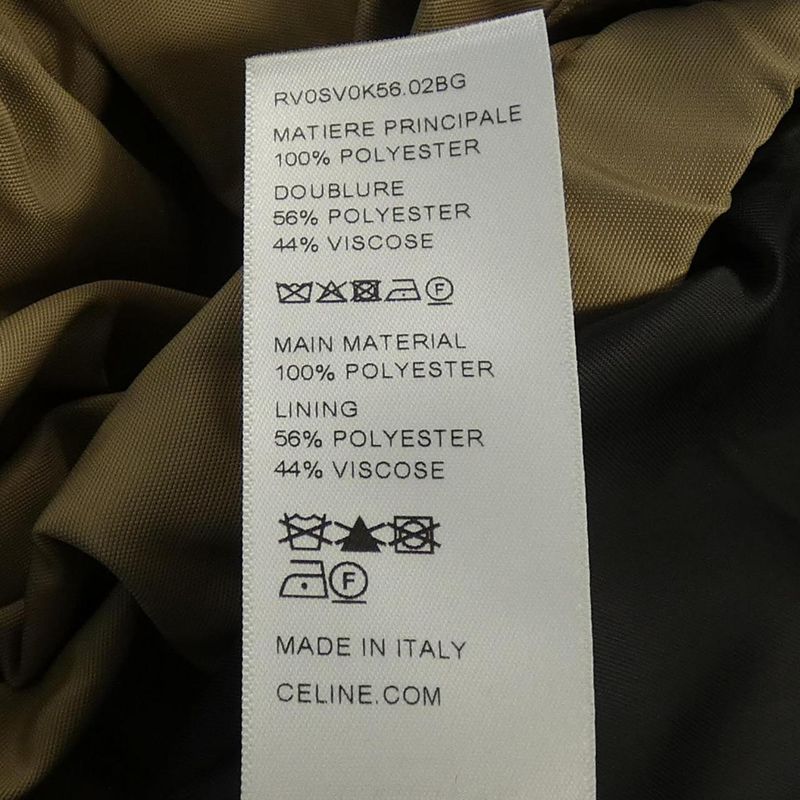 RV0SV0K56.02BG
MATIERE PRINCIPALE
100% POLYESTER
DOUBLURE
56% POLYESTER
44% VISCOSE
F
MAIN MATERIAL
100% POLYESTER
LINING
56% POLYESTER
44% VISCOSE
F
MADE IN ITALY
CELINE.COM